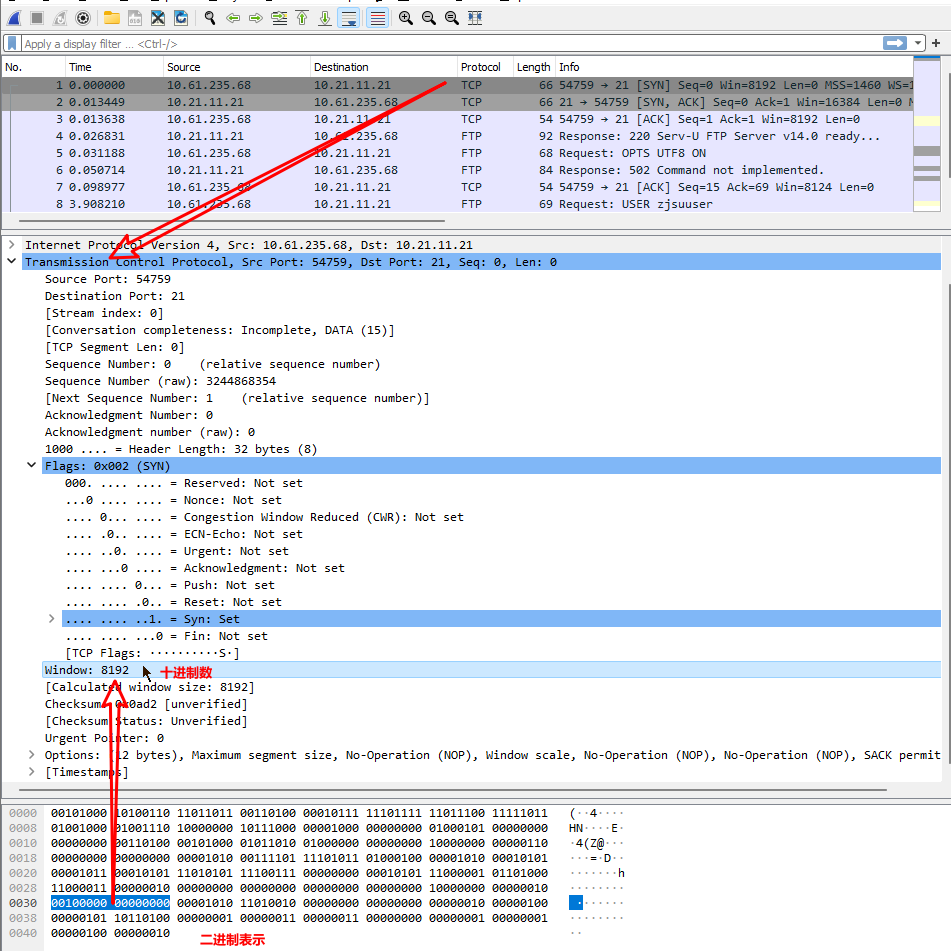 Apply a display filter ... <Ctrl-/>
No. Time Source Destination Protocol Length Info
1 0.000000 10.61.235.68 10.21.11.21 TCP 66 54759 → 21 [SYN] Seq=0 Win=8192 Len=0 MSS=1460 WS=1
2 0.013449 10.21.11.21 10.61.235.68 TCP 66 21 → 54759 [SYN, ACK] Seq=0 Ack=1 Win=16384 Len=0 M
3 0.013638 10.61.235.68 10.21.11.21 TCP 54 54759 → 21 [ACK] Seq=1 Ack=1 Win=8192 Len=0
4 0.026831 10.21.11.21 10.61.235.68 FTP 92 Response: 220 Serv-U FTP Server v14.0 ready...
5 0.031188 10.61.235.68 10.21.11.21 FTP 68 Request: OPTS UTF8 ON
6 0.050714 10.21.11.21 10.61.235.68 FTP 84 Response: 502 Command not implemented.
7 0.098977 10.61.235.68 10.21.11.21 TCP 54 54759 → 21 [ACK] Seq=15 Ack=69 Win=8124 Len=0
8 3.908210 10.61.235.68 10.21.11.21 FTP 69 Request: USER zjsuuser
Internet Protocol Version 4, Src: 10.61.235.68, Dst: 10.21.11.21
Transmission Control Protocol, Src Port: 54759, Dst Port: 21, Seq: 0, Len: 0
Source Port: 54759
Destination Port: 21
[Stream index: 0]
[Conversation completeness: Incomplete, DATA (15)]
[TCP Segment Len: 0]
Sequence Number: 0 (relative sequence number)
Sequence Number (raw): 3244868354
[Next Sequence Number: 1 (relative sequence number)]
Acknowledgment Number: 0
Acknowledgment number (raw): 0
1000 .... = Header Length: 32 bytes (8)
Flags: 0x002 (SYN)
000. .... .... = Reserved: Not set
...0 .... .... = Nonce: Not set
.... 0... .... = Congestion Window Reduced (CWR): Not set
.... .0.. .... = ECN-Echo: Not set
.... ..0. .... = Urgent: Not set
.... ...0 .... = Acknowledgment: Not set
.... .... 0... = Push: Not set
.... .... .0.. = Reset: Not set
.... .... ..1. = Syn: Set
.... .... ...0 = Fin: Not set
[TCP Flags: ··········S·]
Window: 8192 十进制数
[Calculated window size: 8192]
Checksum: 0x0ad2 [unverified]
[Checksum Status: Unverified]
Urgent Pointer: 0
Options: (12 bytes), Maximum segment size, No-Operation (NOP), Window scale, No-Operation (NOP), No-Operation (NOP), SACK permit
[Timestamps]
0000 00101000 10100110 11011011 00110100 00010111 11101111 11011100 11111011 (··4····
0008 01001000 01001110 10000000 10111000 00001000 00000000 01000101 00000000 HN····E·
0010 00000000 00110100 00101000 01011010 01000000 00000000 10000000 00000110 ·4(Z@···
0018 00000000 00000000 00001010 00111101 11101011 01000100 00001010 00010101 ···=·D··
0020 00001011 00010101 11010101 11100111 00000000 00010101 11000001 01101000 ·······h
0028 11000011 00000010 00000000 00000000 00000000 00000000 10000000 00000010 ········
0030 00100000 00000000 00001010 11010010 00000000 00000000 00000010 00000100 ·······
0038 00000101 10110100 00000001 00000011 00000011 00000000 00000001 00000001 ········
0040 00000100 00000010 ··
二进制表示